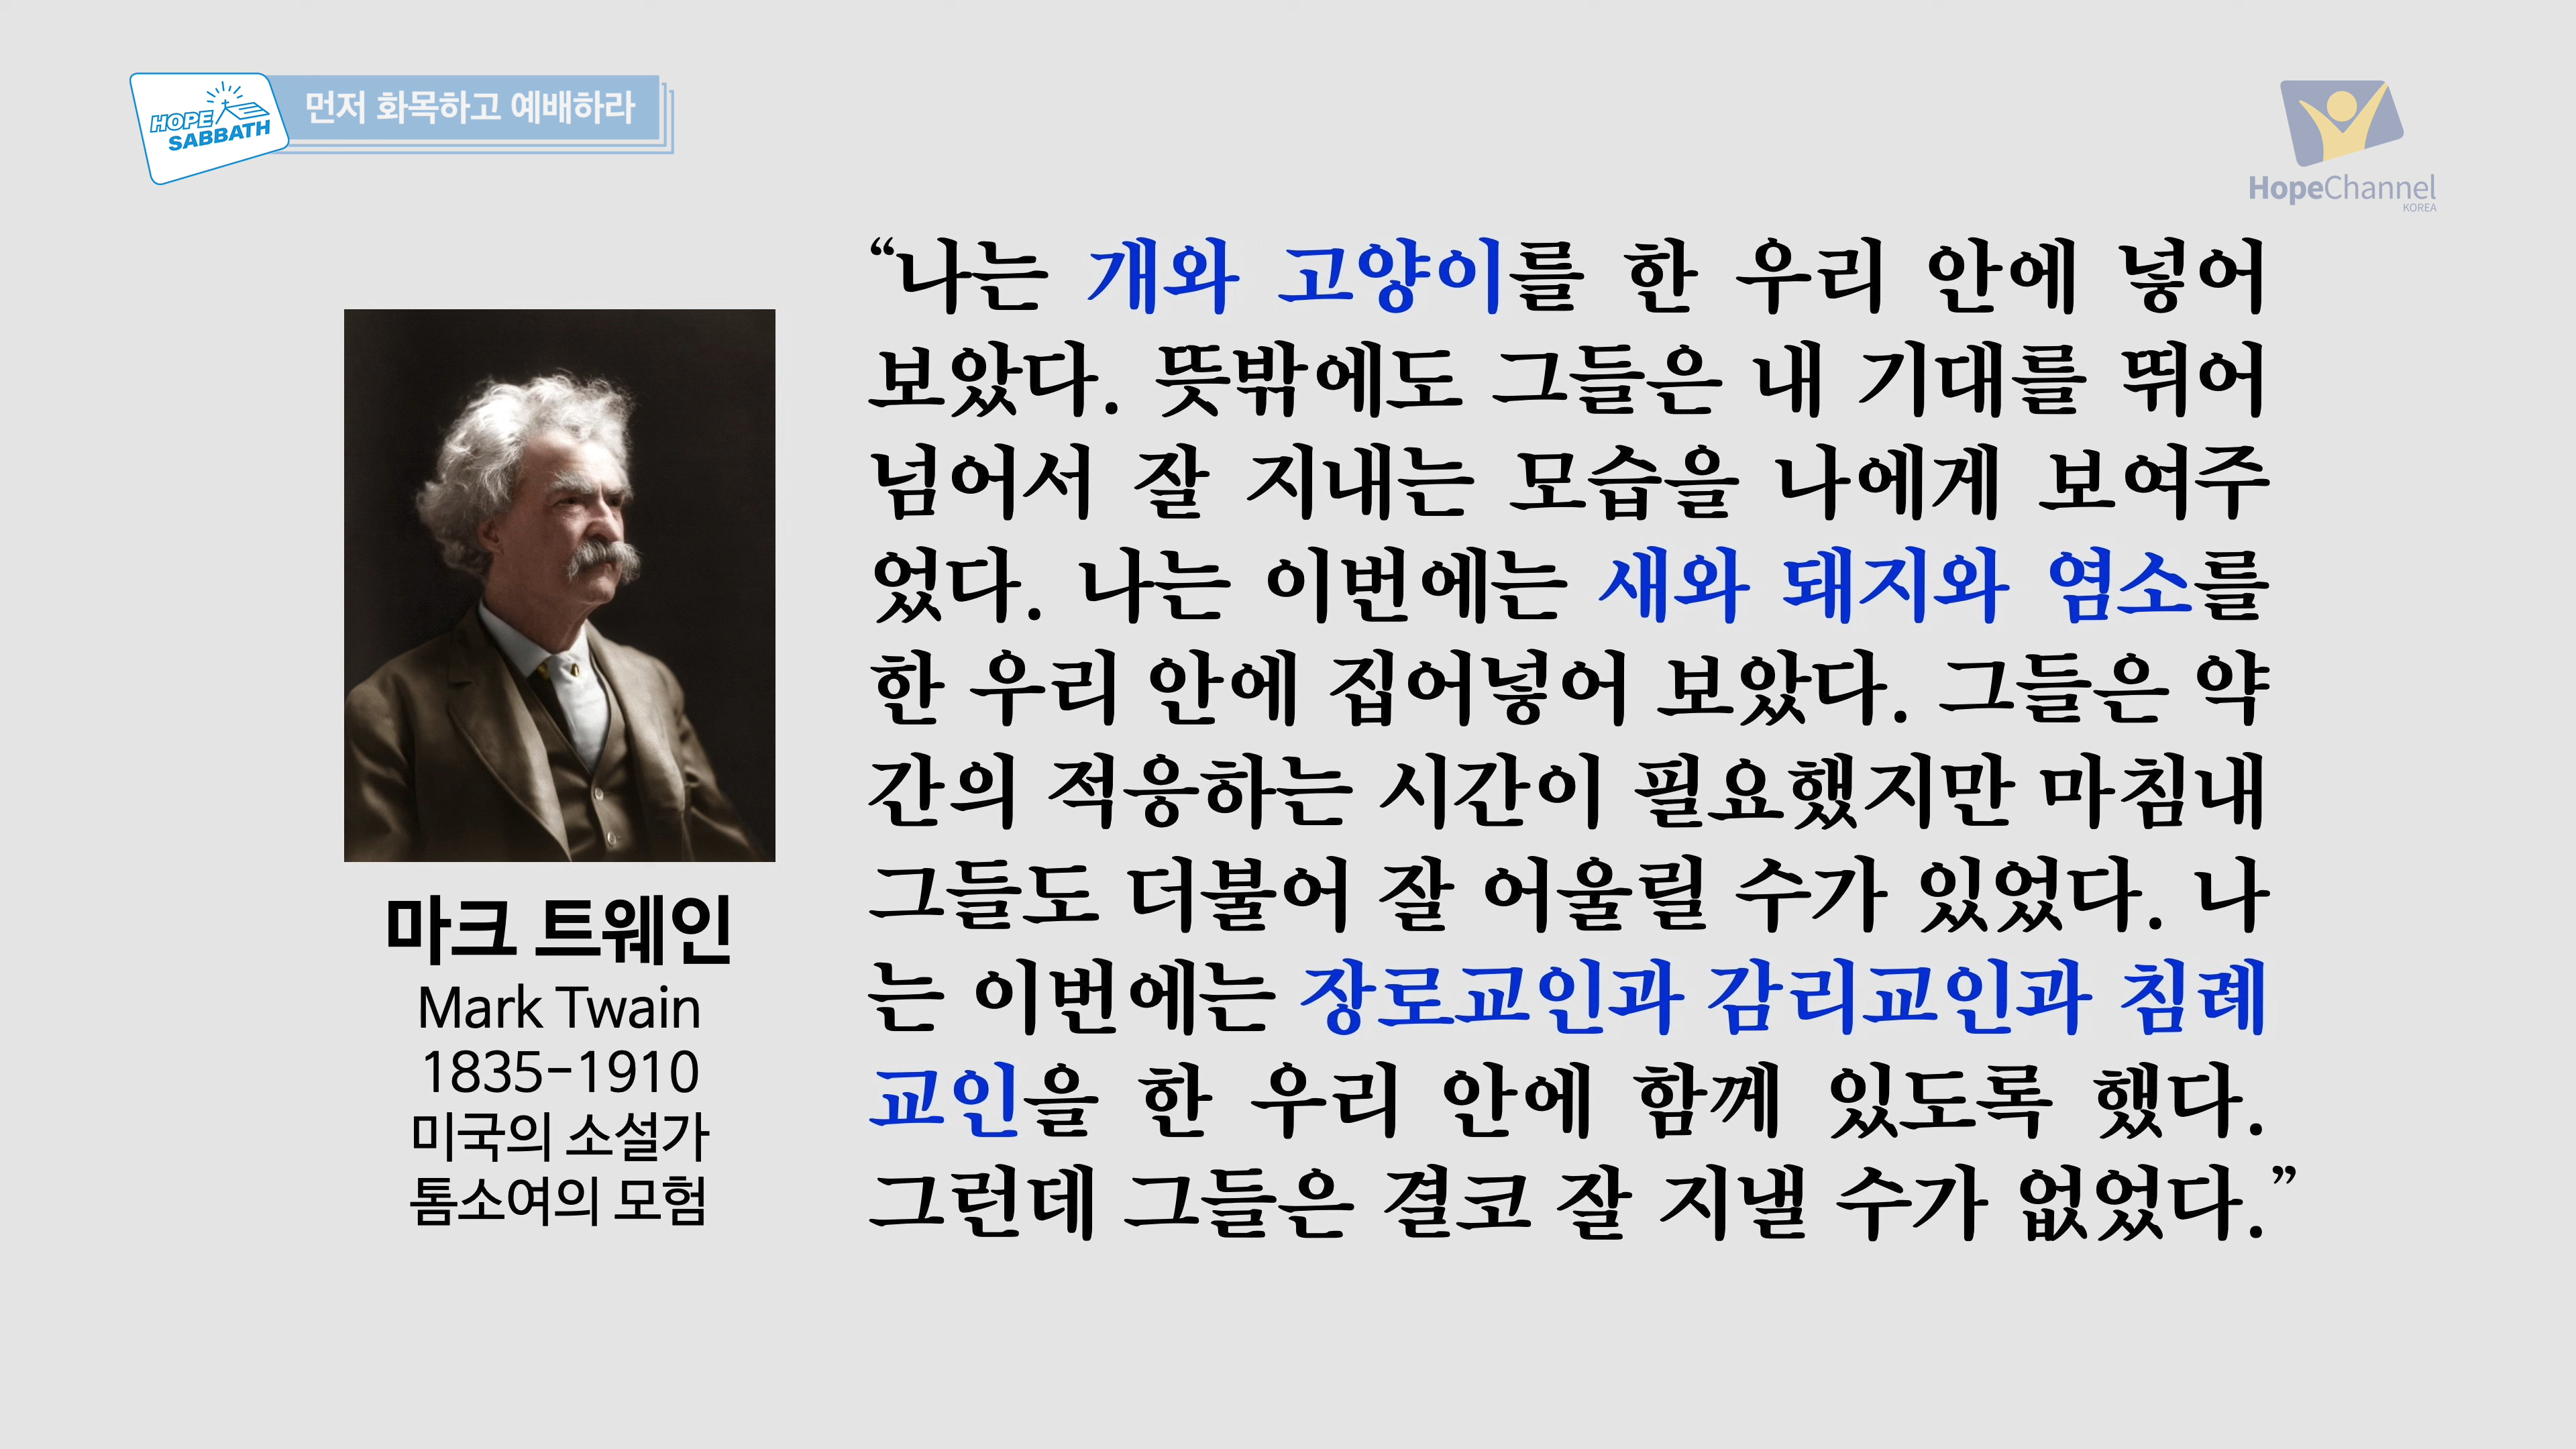 HOPE
SABBATH
먼저 화목하고 예배하라
HopeChannel
KOREA
“나는 개와 고양이를 한 우리 안에 넣어
보았다. 뜻밖에도 그들은 내 기대를 뛰어
넘어서 잘 지내는 모습을 나에게 보여주
었다. 나는 이번에는 새와 돼지와 염소를
한 우리 안에 집어넣어 보았다. 그들은 약
간의 적응하는 시간이 필요했지만 마침내
그들도 더불어 잘 어울릴 수가 있었다. 나
는 이번에는 장로교인과 감리교인과 침례
교인을 한 우리 안에 함께 있도록 했다.
그런데 그들은 결코 잘 지낼 수가 없었다.”
마크 트웨인
Mark Twain
1835-1910
미국의 소설가
톰소여의 모험